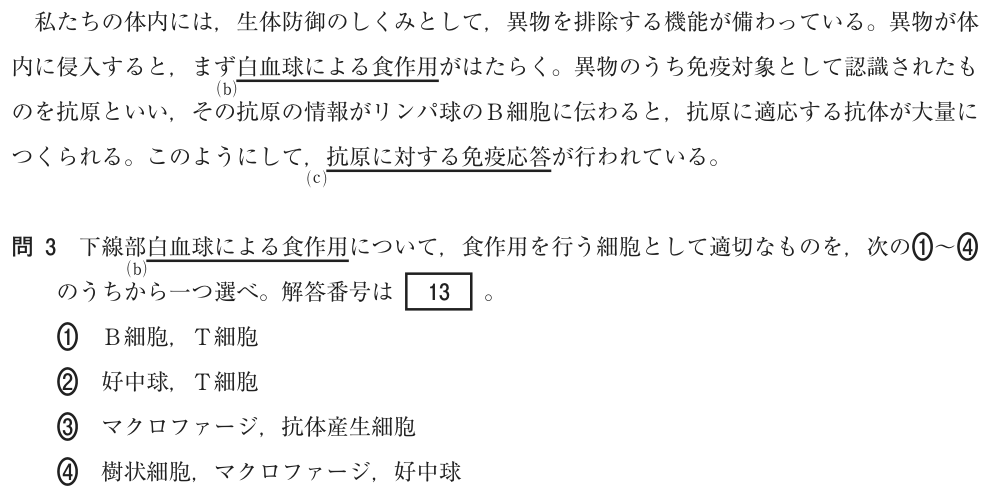 私たちの体内には，生体防御のしくみとして，異物を排除する機能が備わっている。異物が体
内に侵入すると，まず白血球による食作用がはたらく。異物のうち免疫対象として認識されたも
(b)
のを抗原といい，その抗原の情報がリンパ球のＢ細胞に伝わると，抗原に適応する抗体が大量に
つくられる。このようにして，抗原に対する免疫応答が行われている。
(c)
問 3　下線部白血球による食作用について，食作用を行う細胞として適切なものを，次の①～④
(b)
のうちから一つ選べ。解答番号は 13 。
①　Ｂ細胞，Ｔ細胞
②　好中球，Ｔ細胞
③　マクロファージ，抗体産生細胞
④　樹状細胞，マクロファージ，好中球